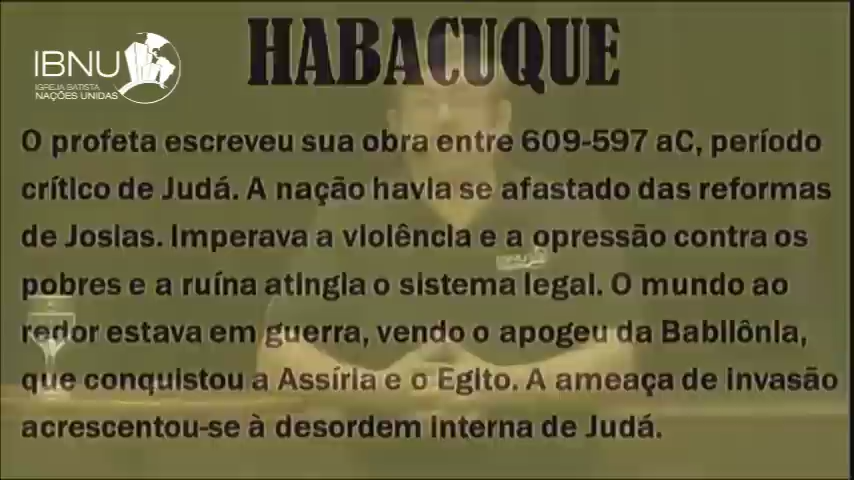 HABACUQUE
IBNU
IGREJA BATISTA
NAÇÕES UNIDAS
O profeta escreveu sua obra entre 609-597 aC, período
crítico de Judá. A nação havia se afastado das reformas
de Josias. Imperava a violência e a opressão contra os
pobres e a ruína atingia o sistema legal. O mundo ao
redor estava em guerra, vendo o apogeu da Babilônia,
que conquistou a Assíria e o Egito. A ameaça de invasão
acrescentou-se à desordem interna de Judá.
IBNU